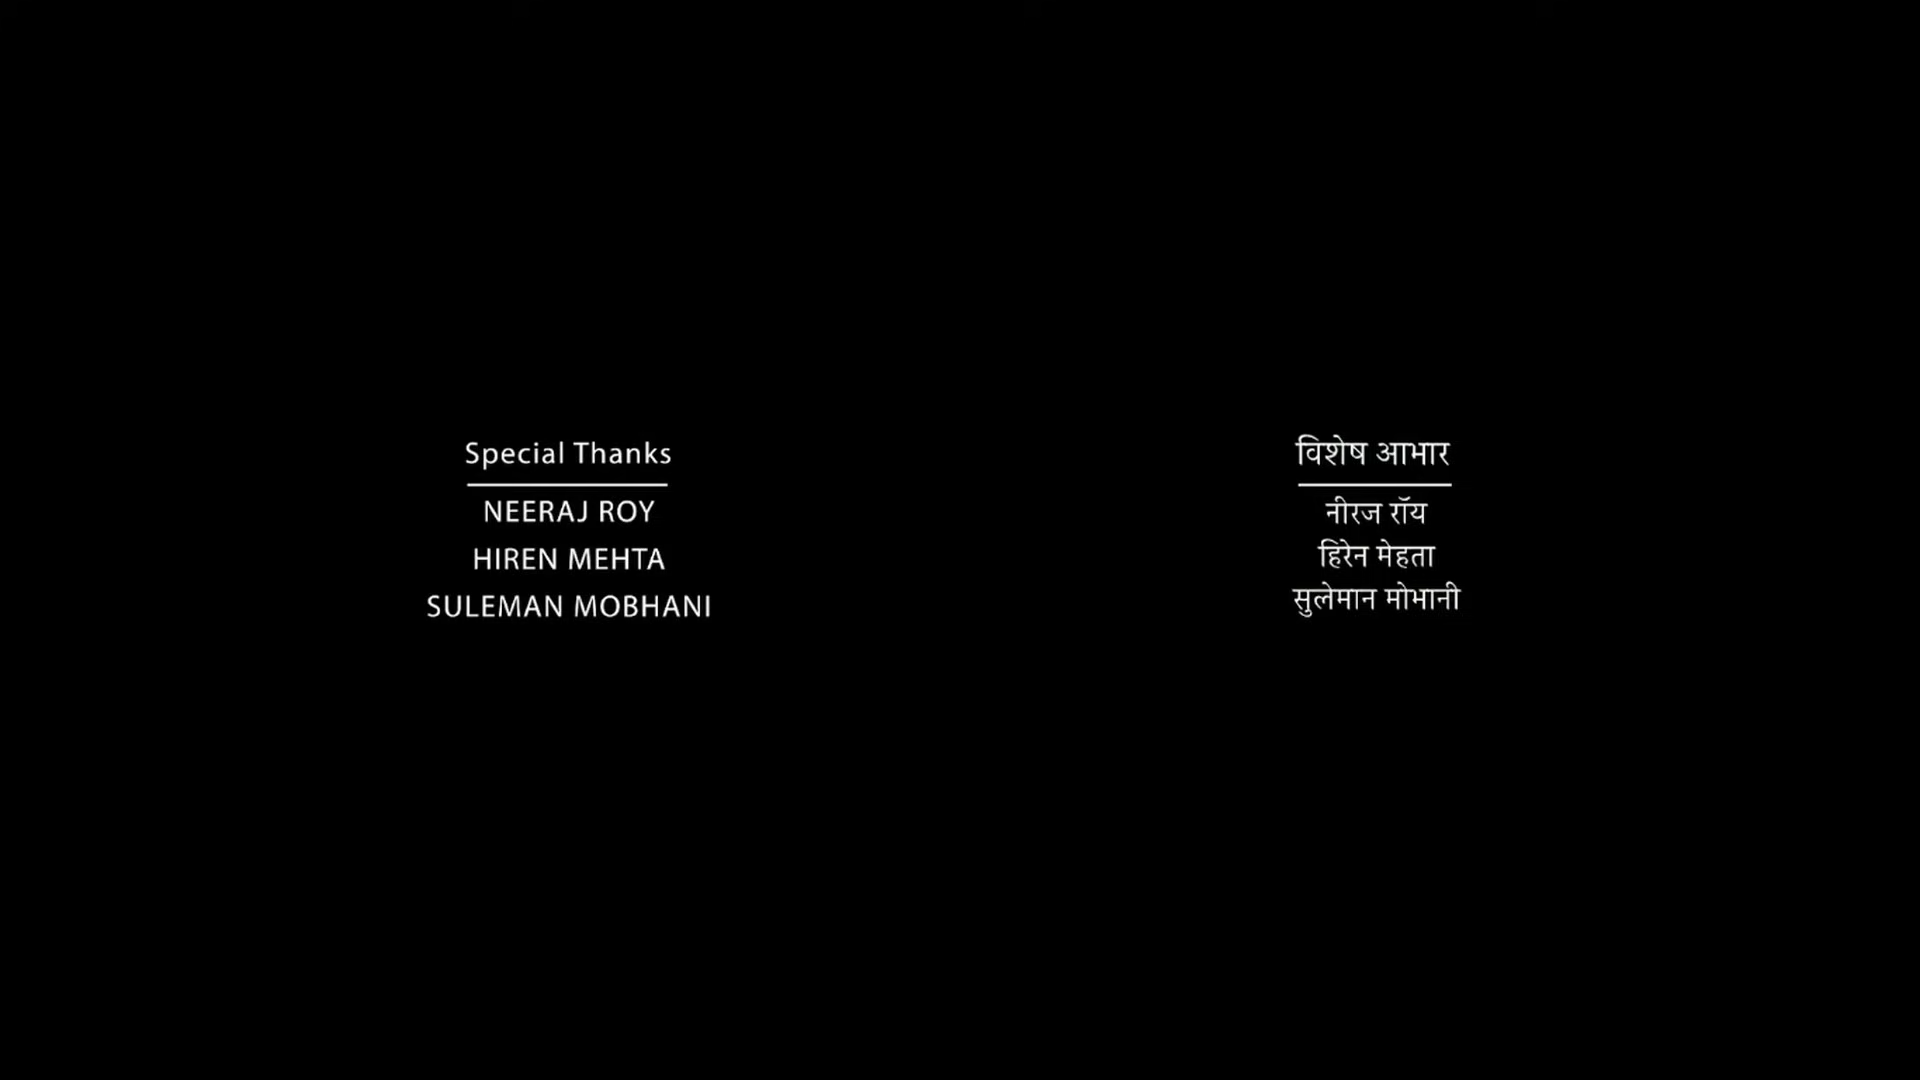 Special Thanks
NEERAJ ROY
HIREN MEHTA
SULEMAN MOBHANI
विशेष आभार
नीरज रॉय
हिरेन मेहता
सुलेमान मोभानी